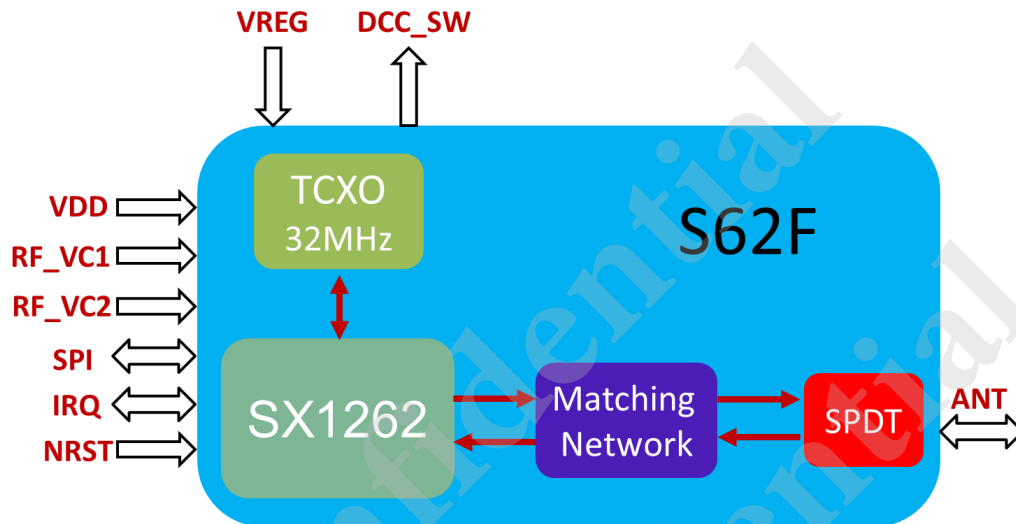 VREG
DCC_SW
TCXO
32MHz
S62F
VDD
RF_VC1
RF_VC2
SPI
IRQ
NRST
SX1262
Matching
Network
SPDT
ANT